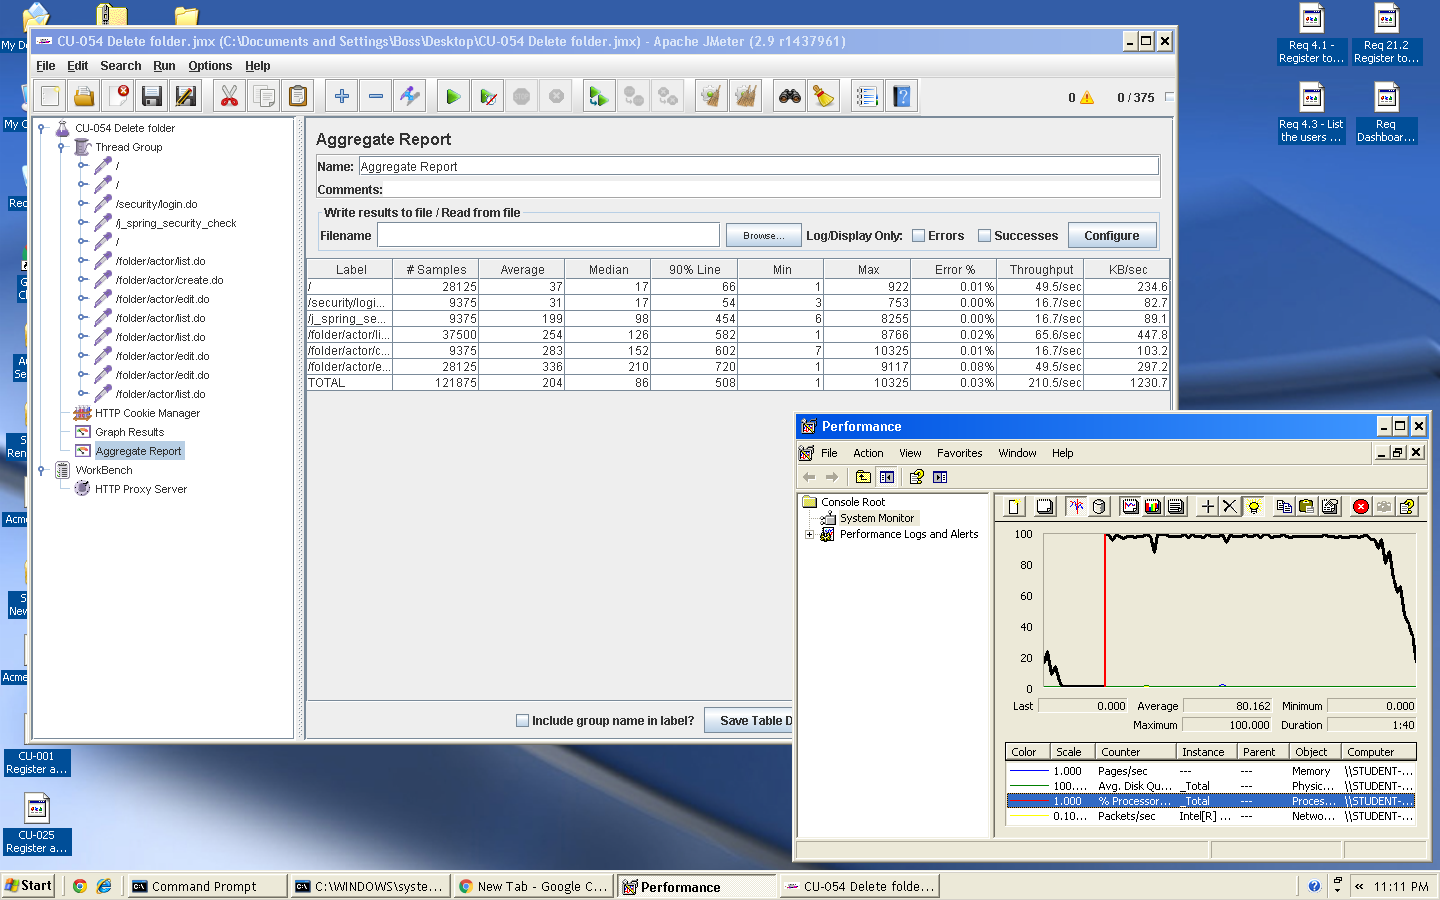 My D
My C
Rec
G
Cl
Au
Se
S
Ren
Acme
S
New
Acme
CU-001
Register a...
CU-025
Register a...
Req 4.1 -
Register to...
Req 21.2
Register to...
Req 4.3 - List
the users ...
Req
Dashboar...
CU-054 Delete folder.jmx (C:\Documents and Settings\Boss\Desktop\CU-054 Delete folder.jmx) - Apache JMeter (2.9 r1437961)
File Edit Search Run Options Help
0 0 / 375
CU-054 Delete folder
Thread Group
/
/
/security/login.do
/j_spring_security_check
/
/folder/actor/list.do
/folder/actor/create.do
/folder/actor/edit.do
/folder/actor/list.do
/folder/actor/list.do
/folder/actor/edit.do
/folder/actor/edit.do
/folder/actor/list.do
HTTP Cookie Manager
Graph Results
Aggregate Report
WorkBench
HTTP Proxy Server
Aggregate Report
Name: Aggregate Report
Comments:
Write results to file / Read from file
Filename Browse... Log/Display Only: Errors Successes Configure
Label # Samples Average Median 90% Line Min Max Error % Throughput KB/sec
/ 28125 37 17 66 1 922 0.01% 49.5/sec 234.6
/security/logi... 9375 31 17 54 3 753 0.00% 16.7/sec 82.7
/j_spring_se... 9375 199 98 454 6 8255 0.00% 16.7/sec 89.1
/folder/actor/li... 37500 254 126 582 1 8766 0.02% 65.6/sec 447.8
/folder/actor/c... 9375 283 152 602 7 10325 0.01% 16.7/sec 103.2
/folder/actor/e... 28125 336 210 720 1 9117 0.08% 49.5/sec 297.2
TOTAL 121875 204 86 508 1 10325 0.03% 210.5/sec 1230.7
Include group name in label? Save Table D
Performance
File Action View Favorites Window Help
Console Root
System Monitor
Performance Logs and Alerts
100
80
60
40
20
0
Last 0.000 Average 80.162 Minimum 0.000
Maximum 100.000 Duration 1:40
Color Scale Counter Instance Parent Object Computer
1.000 Pages/sec --- --- Memory \\STUDENT-...
100.... Avg. Disk Qu... _Total --- Physic... \\STUDENT-...
1.000 % Processor... _Total --- Proces... \\STUDENT-...
0.10... Packets/sec Intel[R] ... --- Netwo... \\STUDENT-...
Start Command Prompt C:\WINDOWS\syste... New Tab - Google C... Performance CU-054 Delete folde... « 11:11 PM